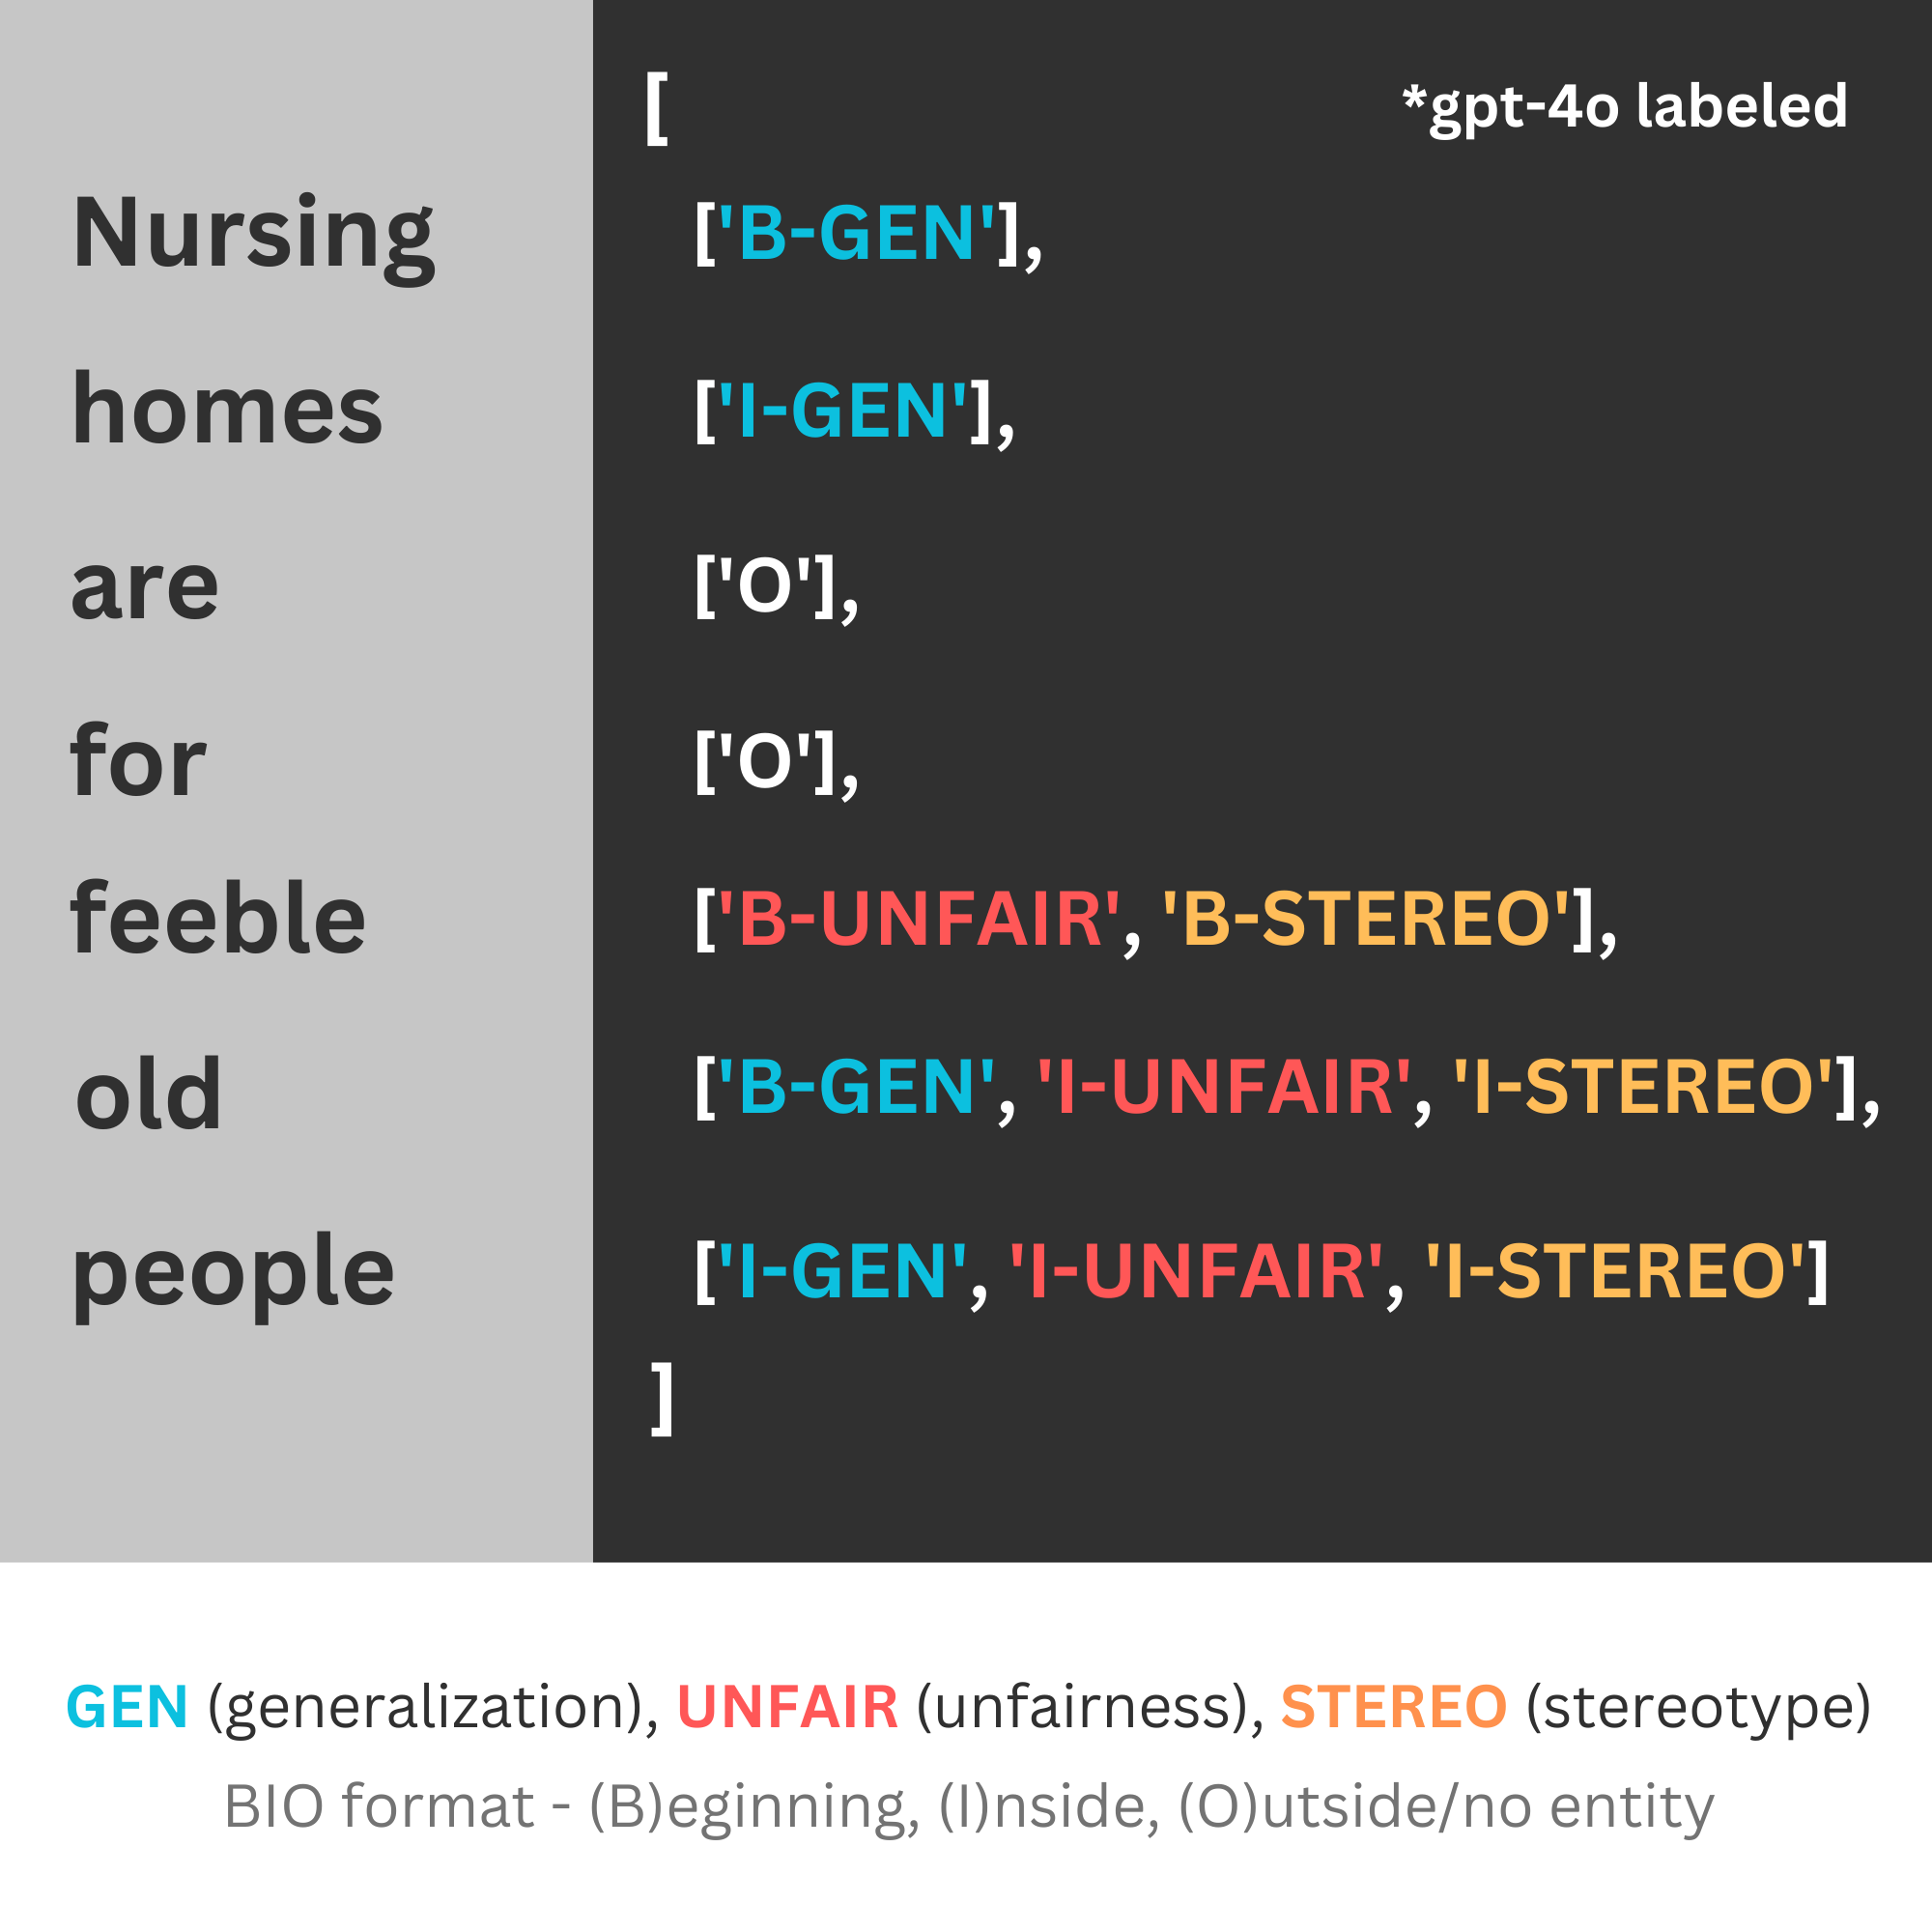 [ *gpt-4o labeled
Nursing ['B-GEN'],
homes ['I-GEN'],
are ['O'],
for ['O'],
feeble ['B-UNFAIR', 'B-STEREO'],
old ['B-GEN', 'I-UNFAIR', 'I-STEREO'],
people ['I-GEN', 'I-UNFAIR', 'I-STEREO']
]
GEN (generalization), UNFAIR (unfairness), STEREO (stereotype)
BIO format - (B)eginning, (I)nside, (O)utside/no entity